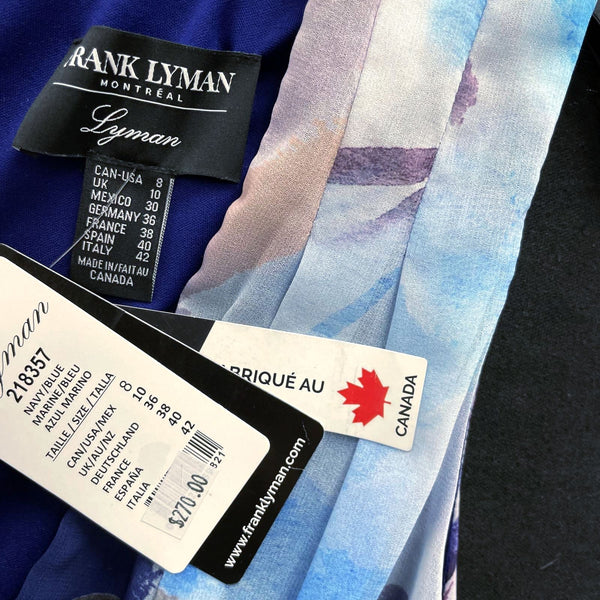 FRANK LYMAN
MONTRÉAL
Lyman
CAN-USA 8
UK 10
MEXICO 30
GERMANY 36
FRANCE 38
SPAIN 40
ITALY 42
MADE IN/FAIT AU
CANADA
yman
218357
NAVY/BLUE
MARINE/BLEU
AZUL MARINO
TAILLE / SIZE / TALLA
CAN/USA/MEX 8
UK/AU/NZ 10
DEUTSCHLAND 36
FRANCE 38
ESPAÑA 40
ITALIA 42
$270.00
www.franklyman.com
BRIQUÉ AU
CANADA